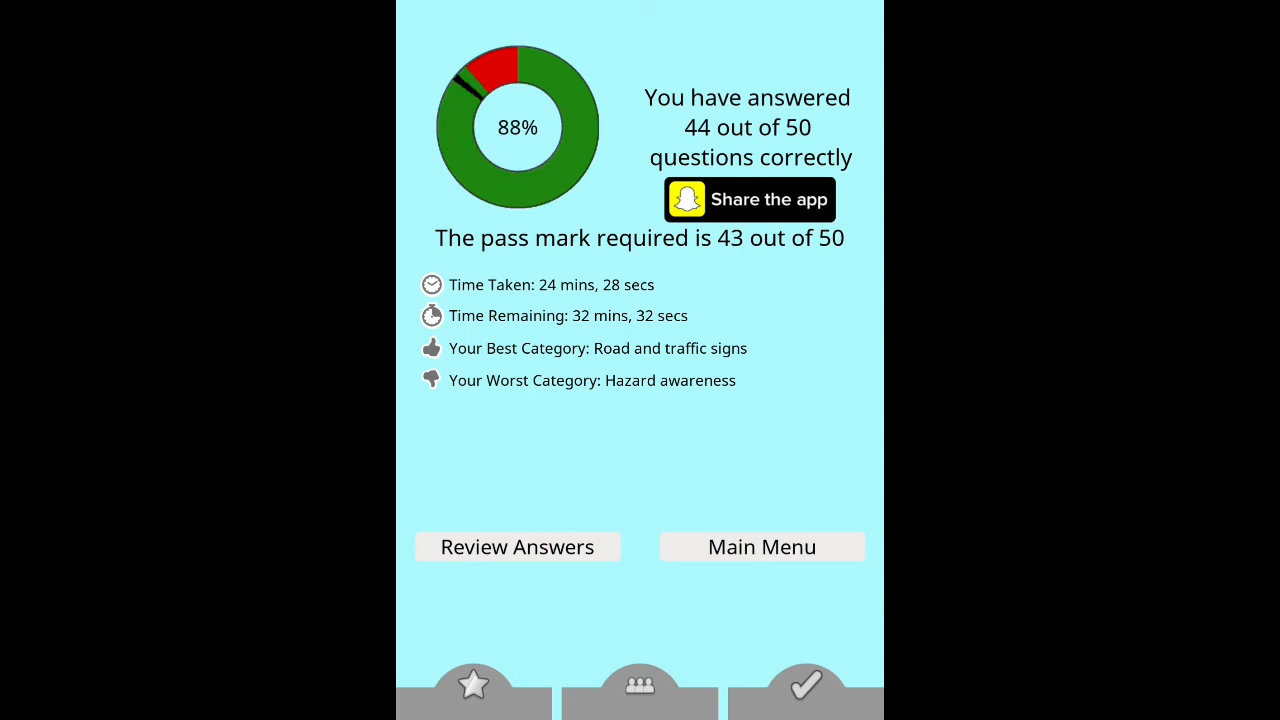 88%
You have answered
44 out of 50
questions correctly
Share the app
The pass mark required is 43 out of 50
Time Taken: 24 mins, 28 secs
Time Remaining: 32 mins, 32 secs
Your Best Category: Road and traffic signs
Your Worst Category: Hazard awareness
Review Answers
Main Menu